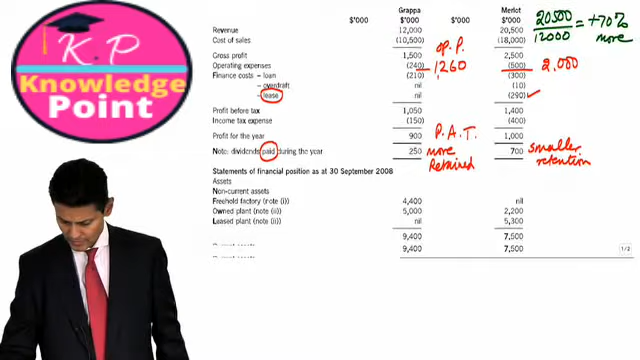 K.P
Knowledge
Point
Grappa Merlot
$'000 $'000 $'000 $'000
Revenue 12,000 20,500
Cost of sales (10,500) (18,000)
20500
12000
= +70%
more
Gross profit 1,500 2,500
OP. P.
Operating expenses (240) 1260 (500) 2.000
Finance costs – loan (210) (300)
– overdraft nil (10)
– lease nil (290) ✓
Profit before tax 1,050 1,400
Income tax expense (150) (400)
Profit for the year 900 P.A.T. 1,000
Note: dividends paid during the year 250 more 700 smaller
Retained retention
Statements of financial position as at 30 September 2008
Assets
Non-current assets
Freehold factory (note (i)) 4,400 nil
Owned plant (note (ii)) 5,000 2,200
Leased plant (note (ii)) nil 5,300
9,400 7,500
9,400 7,500
1/2